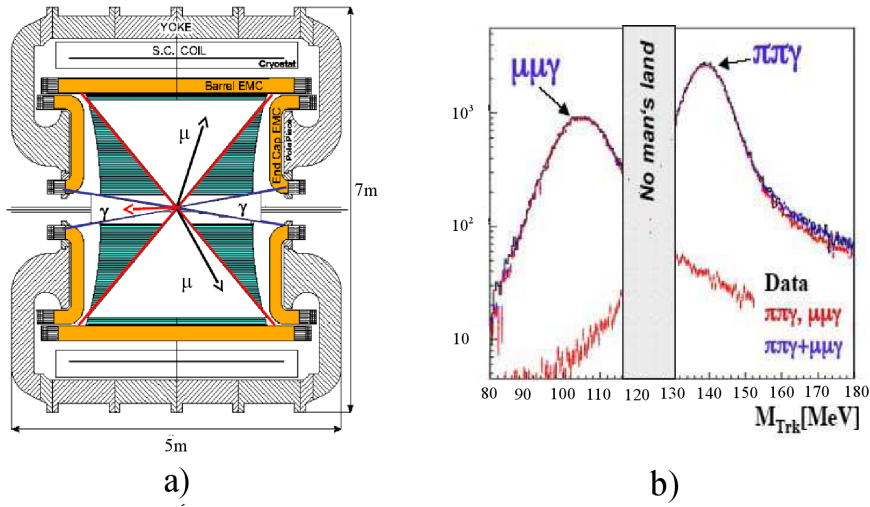 YOKE
S.C. COIL
Cryostat
Barrel EMC
μ
End Cap EMC
Pole Piece
γ
γ
μ
7m
5m
a)
μμγ
ππγ
No man's land
10³
10²
10
Data
ππγ, μμγ
ππγ+μμγ
80 90 100 110 120 130 140 150 160 170 180
M_Trk[MeV]
b)